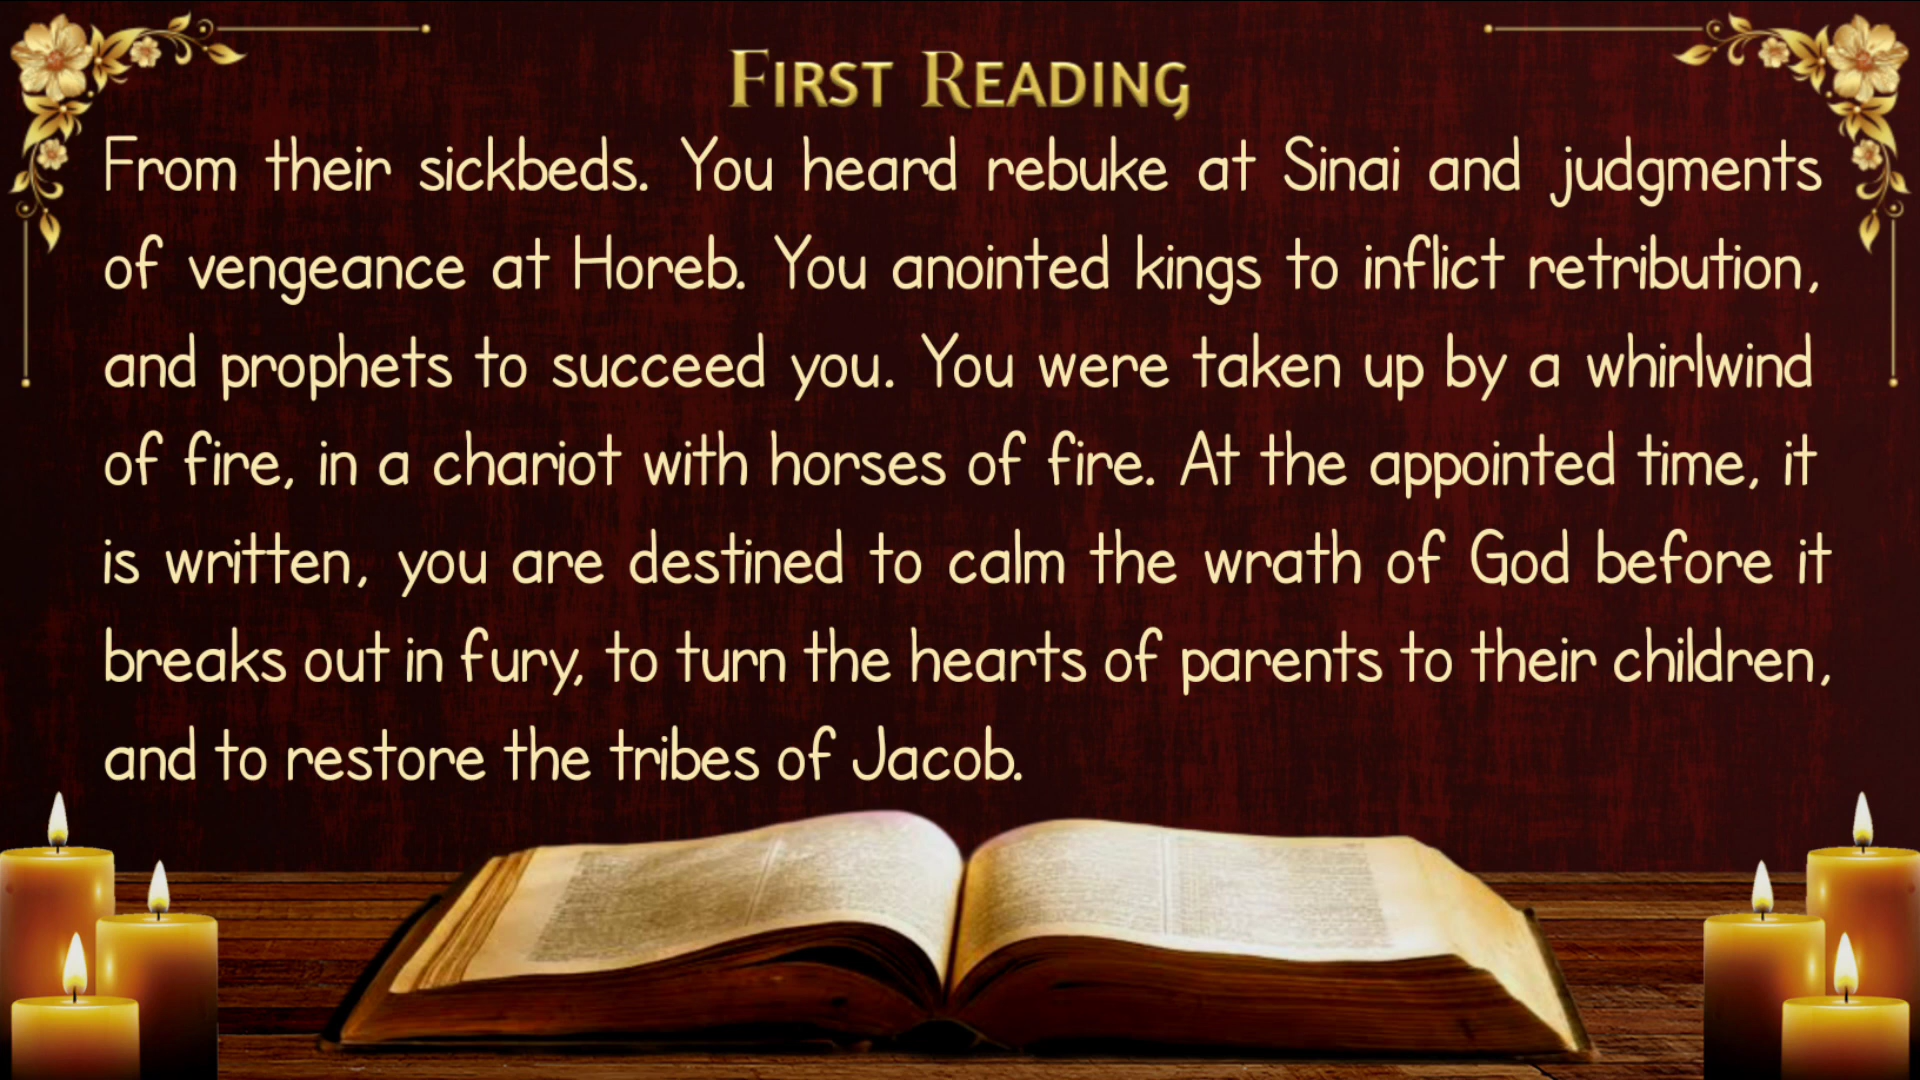 First Reading
From their sickbeds. You heard rebuke at Sinai and judgments
of vengeance at Horeb. You anointed kings to inflict retribution,
and prophets to succeed you. You were taken up by a whirlwind
of fire, in a chariot with horses of fire. At the appointed time, it
is written, you are destined to calm the wrath of God before it
breaks out in fury, to turn the hearts of parents to their children,
and to restore the tribes of Jacob.